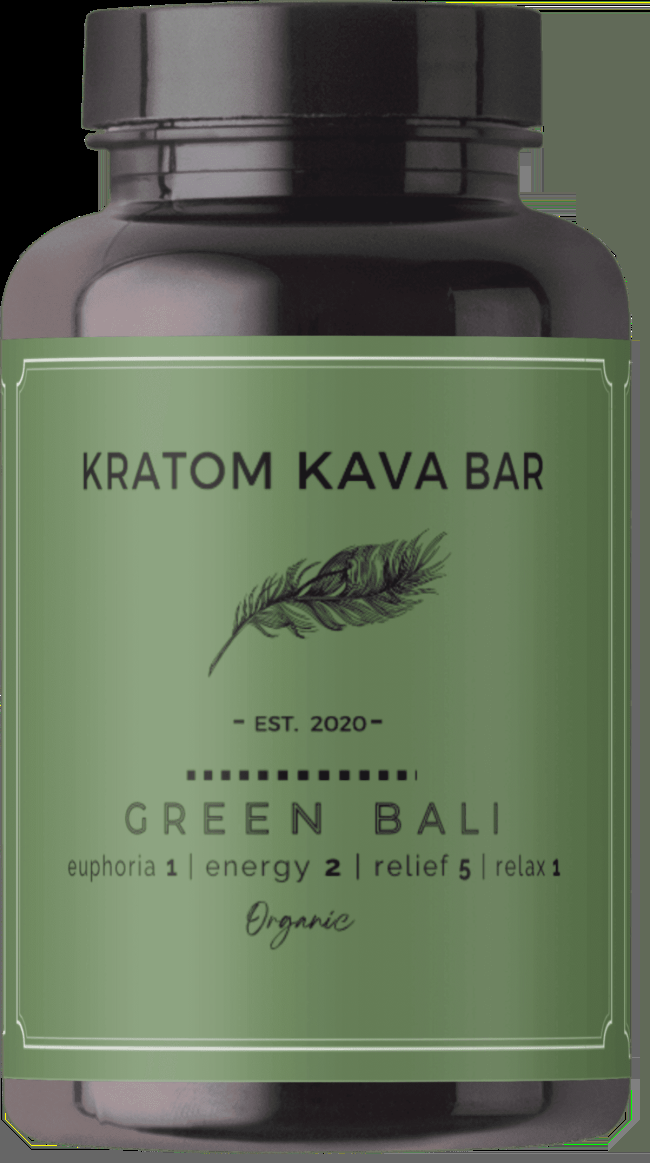 KRATOM KAVA BAR
- EST. 2020 -
GREEN BALI
euphoria 1 | energy 2 | relief 5 | relax 1
Organic